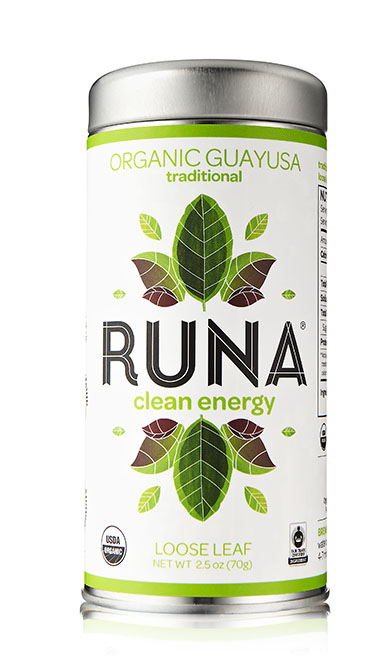 ORGANIC GUAYUSA
traditional
RUNA®
clean energy
USDA
ORGANIC
LOOSE LEAF
NET WT 2.5 oz (70g)